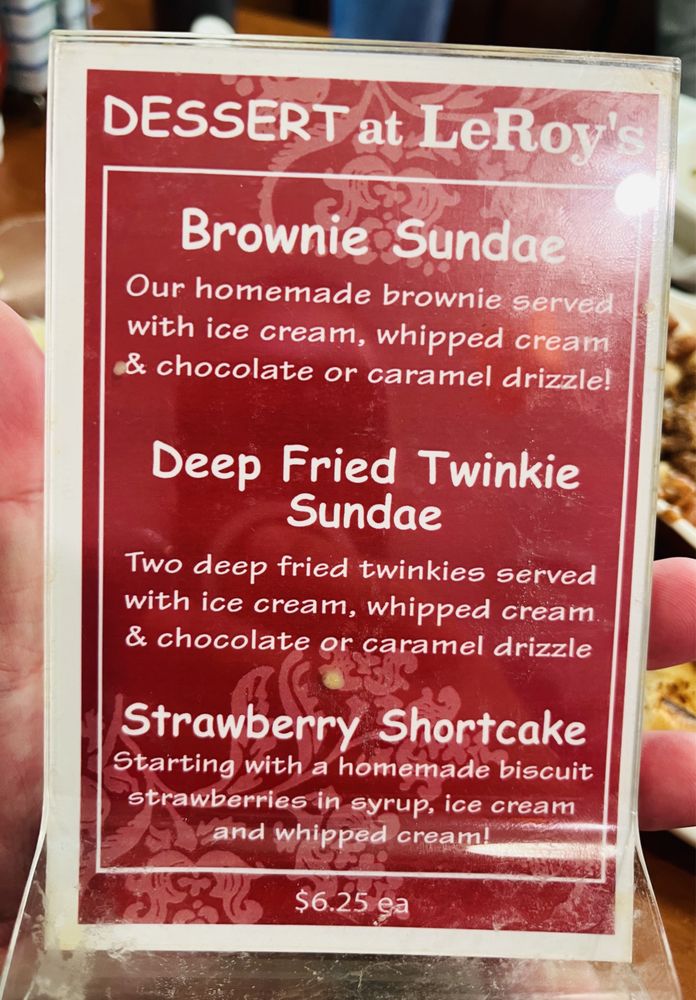 DESSERT at LeRoy's
Brownie Sundae
Our homemade brownie served
with ice cream, whipped cream
& chocolate or caramel drizzle!
Deep Fried Twinkie
Sundae
Two deep fried twinkies served
with ice cream, whipped cream
& chocolate or caramel drizzle
Strawberry Shortcake
Starting with a homemade biscuit
strawberries in syrup, ice cream
and whipped cream!
$6.25 ea